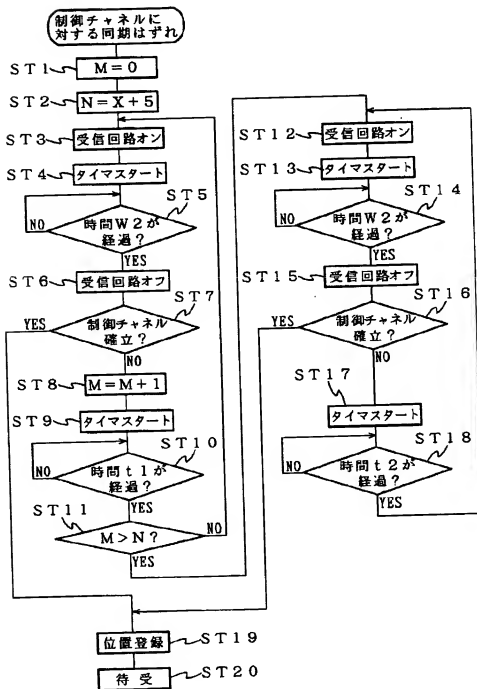 制御チャネルに
対する同期はずれ
ST1
M=0
ST2
N=X+5
ST3
受信回路オン
ST4
タイマスタート
ST5
時間W2が
経過?
NO
YES
ST6
受信回路オフ
ST7
制御チャネル
確立?
YES
NO
ST8
M=M+1
ST9
タイマスタート
ST10
時間t1が
経過?
NO
YES
ST11
M>N?
NO
YES
ST12
受信回路オン
ST13
タイマスタート
ST14
時間W2が
経過?
NO
YES
ST15
受信回路オフ
ST16
制御チャネル
確立?
YES
NO
ST17
タイマスタート
ST18
時間t2が
経過?
NO
YES
位置登録
ST19
待受
ST20